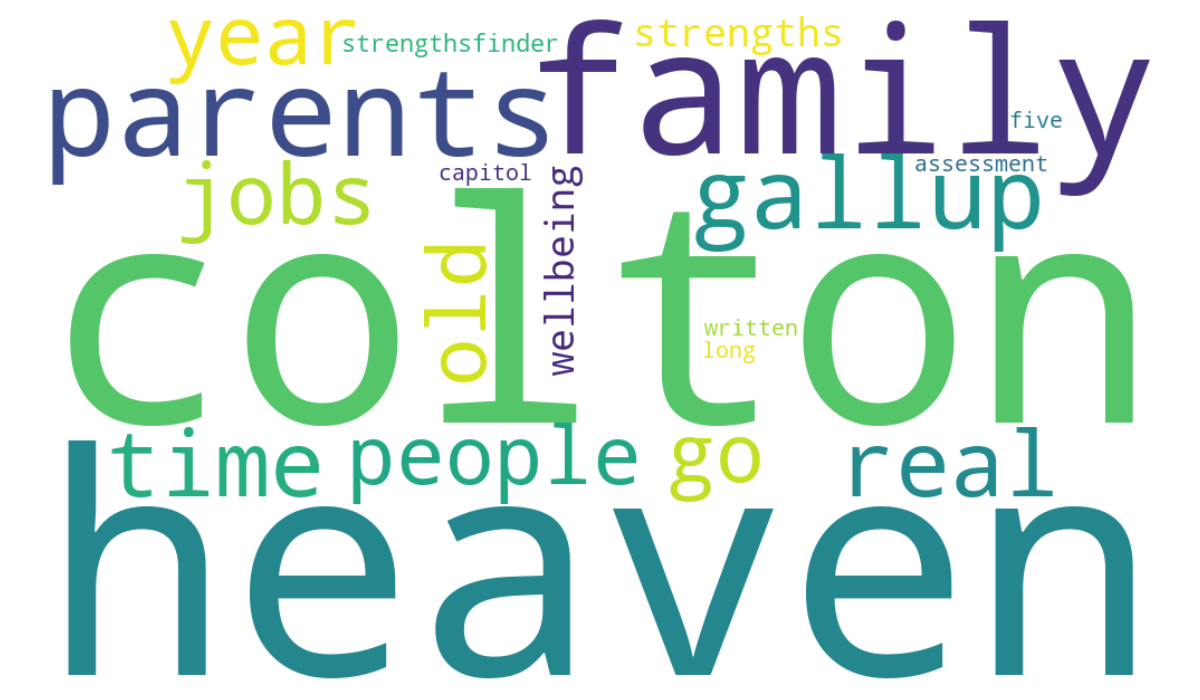 year
strengthsfinder
strengths
family
parents
five
jobs
capitol
wellbeing
gallup
assessment
old
colton
written
long
time
people
go
real
heaven